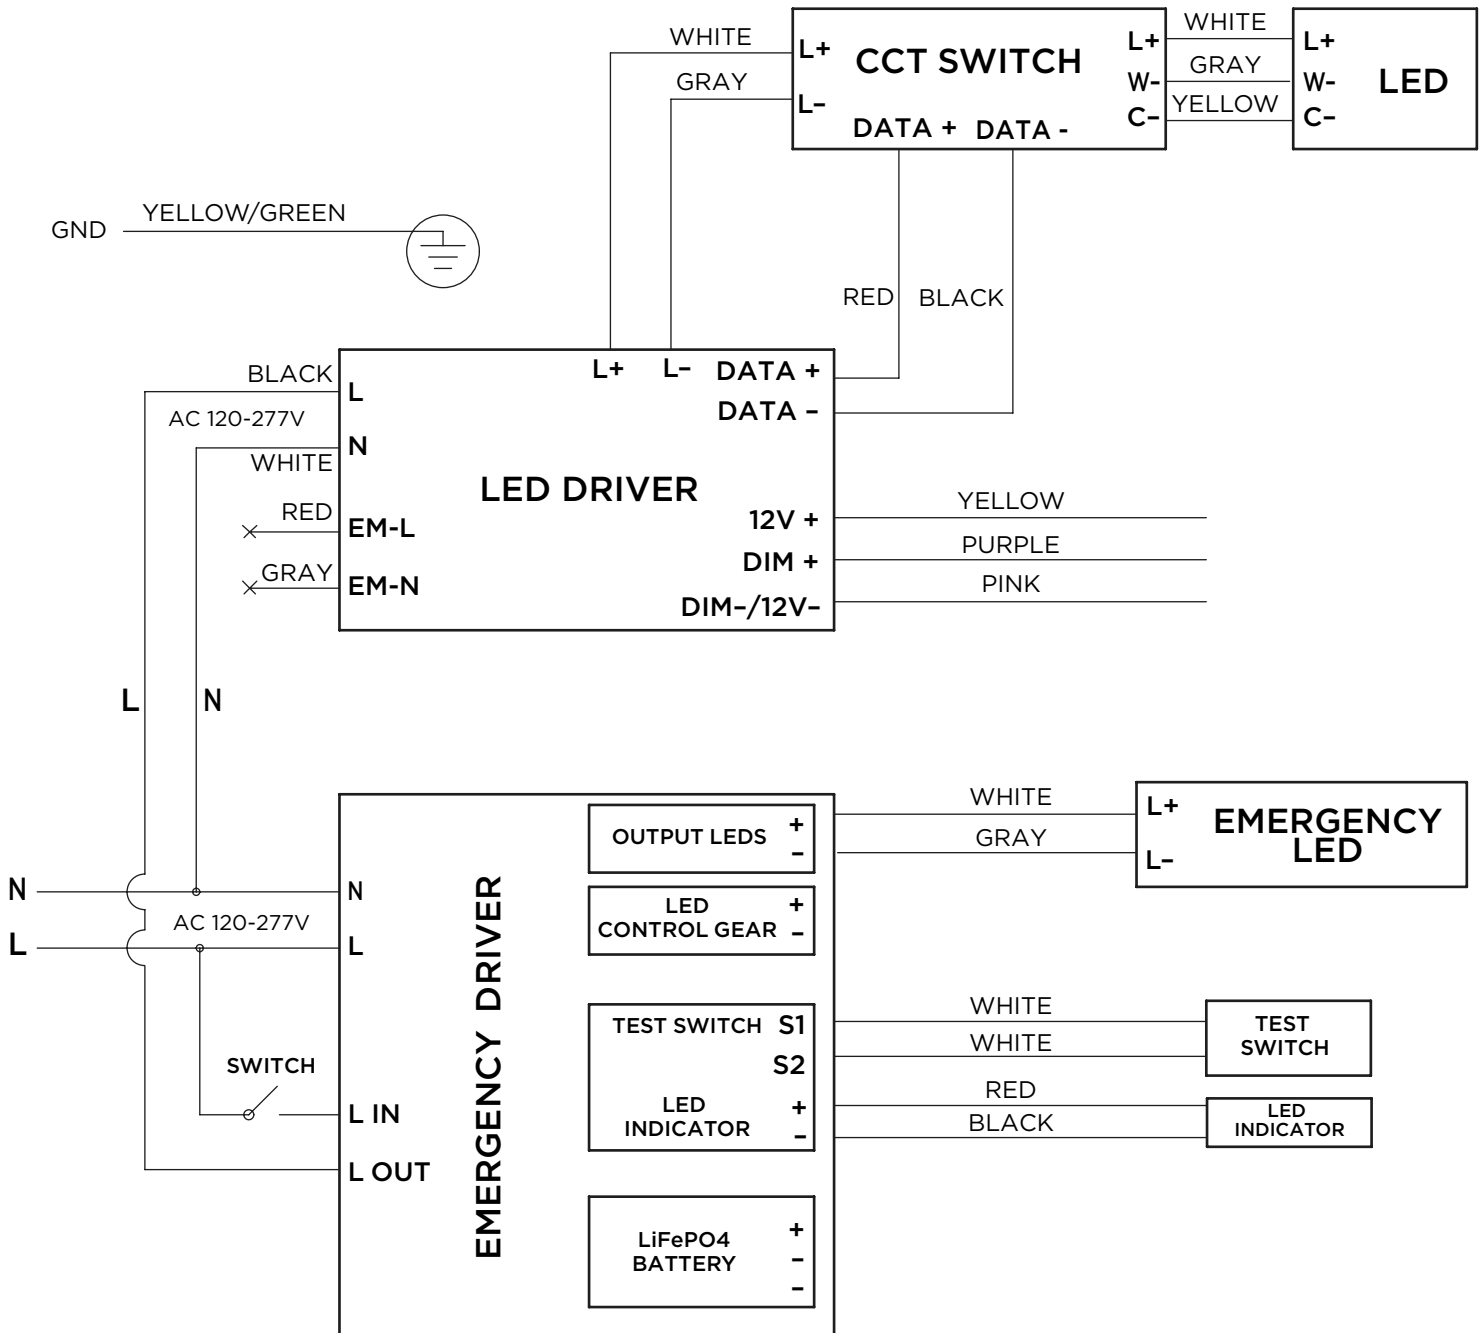 WHITE
GRAY
L+
L-
CCT SWITCH
DATA + DATA -
L+
W-
C-
WHITE
GRAY
YELLOW
L+
W-
C-
LED
GND
YELLOW/GREEN
RED
BLACK
BLACK
L
AC 120-277V
N
WHITE
RED
EM-L
GRAY
EM-N
L+
L-
DATA +
DATA -
LED DRIVER
12V +
DIM +
DIM-/12V-
YELLOW
PURPLE
PINK
L
N
N
AC 120-277V
L
N
L
SWITCH
L IN
L OUT
EMERGENCY DRIVER
OUTPUT LEDS
+
-
LED
CONTROL GEAR
+
-
TEST SWITCH S1
S2
LED
INDICATOR
+
-
LiFePO4
BATTERY
+
-
-
WHITE
GRAY
L+
L-
EMERGENCY
LED
WHITE
WHITE
TEST
SWITCH
RED
BLACK
LED
INDICATOR